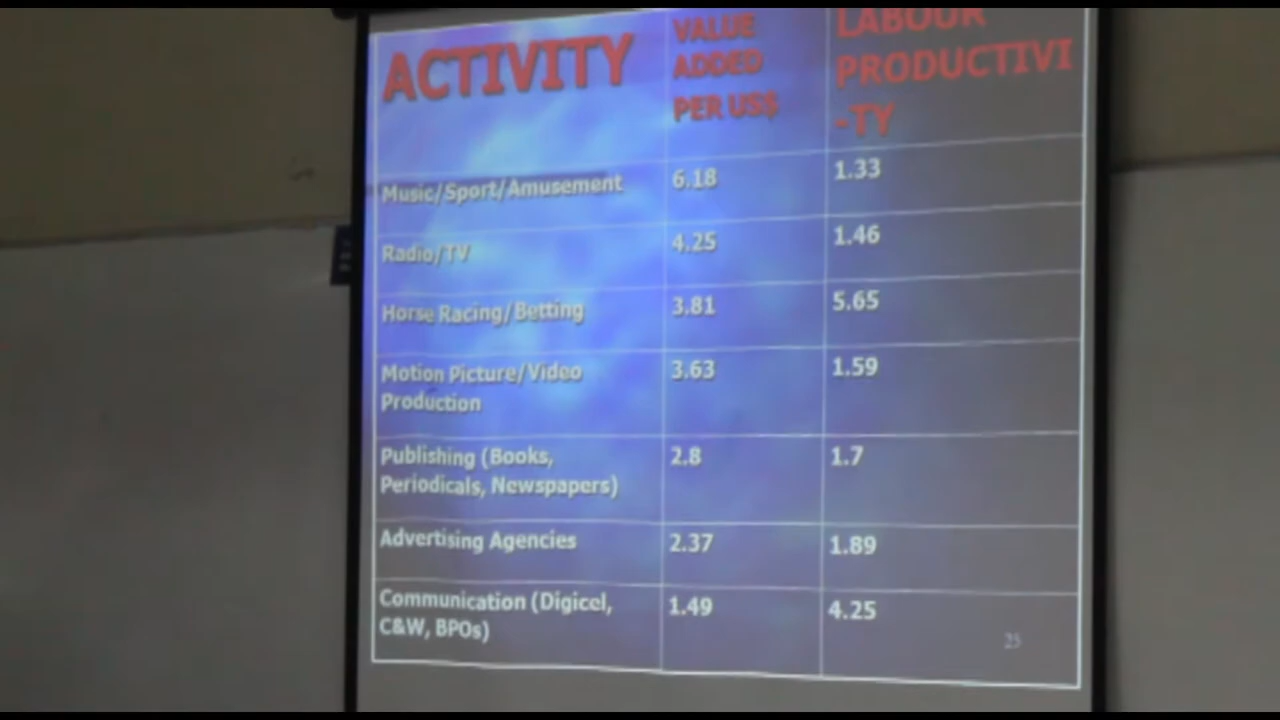 ACTIVITY
VALUE
ADDED
PER US$
LABOUR
PRODUCTIVI
-TY
Music/Sport/Amusement 6.18 1.33
Radio/TV 4.25 1.46
Horse Racing/Betting 3.81 5.65
Motion Picture/Video 3.63 1.59
Production
Publishing (Books, 2.8 1.7
Periodicals, Newspapers)
Advertising Agencies 2.37 1.89
Communication (Digicel, 1.49 4.25
C&W, BPOs)
25